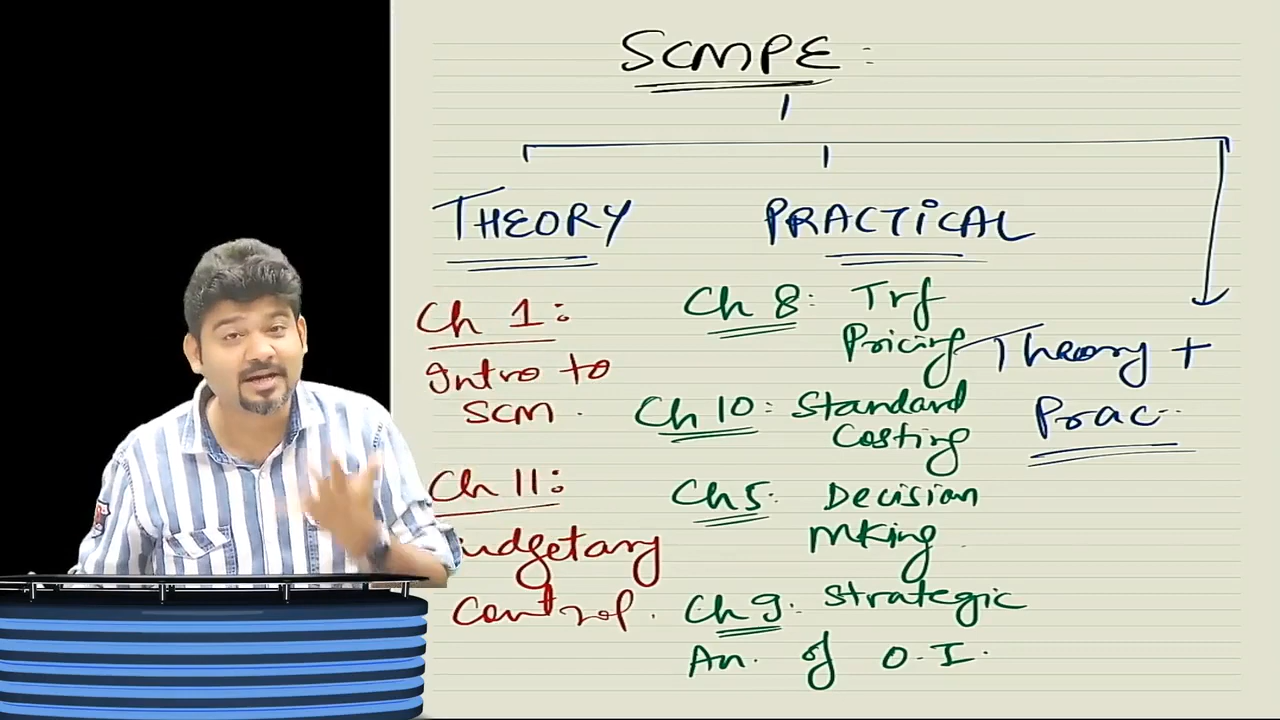 SCMPE :
THEORY
Ch 1:
Intro to
SCM .
Ch 11:
udgetary
Control .
PRACTICAL
Ch 8: Trf
Pricing
Ch 10: Standard
Costing
Ch 5: Decision
Mking .
Ch 9. Strategic
An. of O.I.
Theory +
Prac..